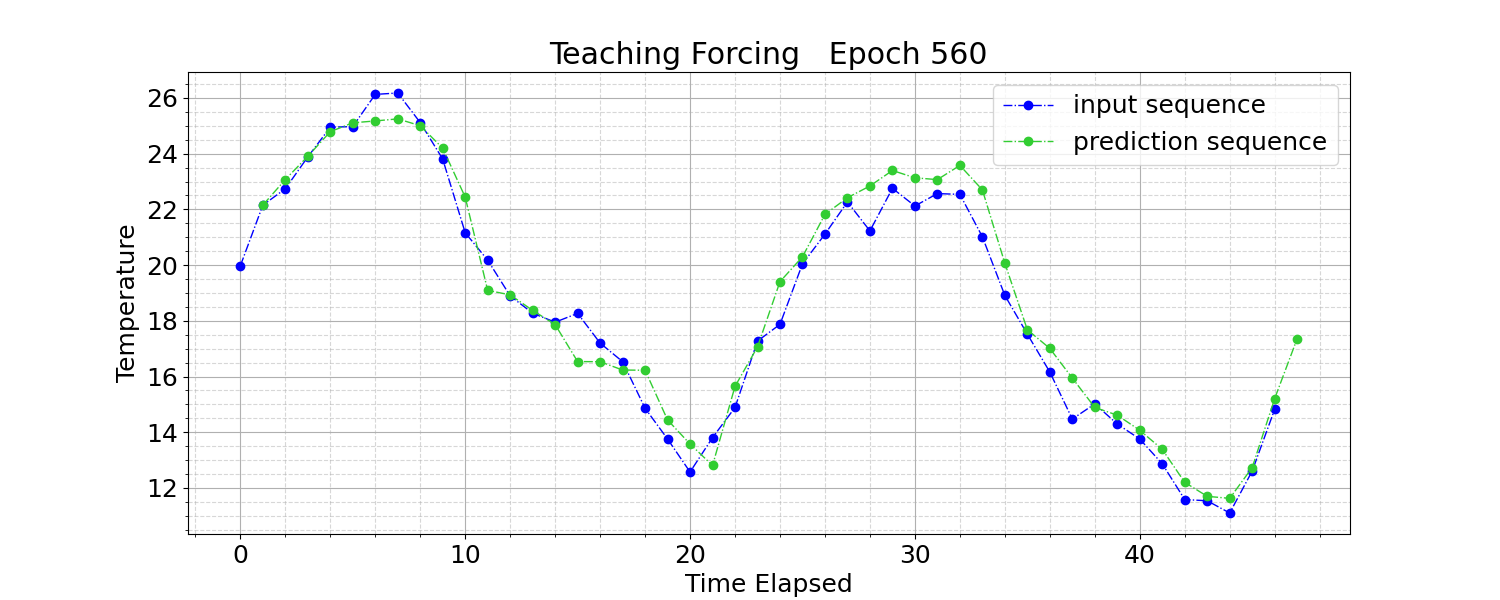 Teaching Forcing   Epoch 560
input sequence
prediction sequence
Temperature
26
24
22
20
18
16
14
12
0 10 20 30 40
Time Elapsed